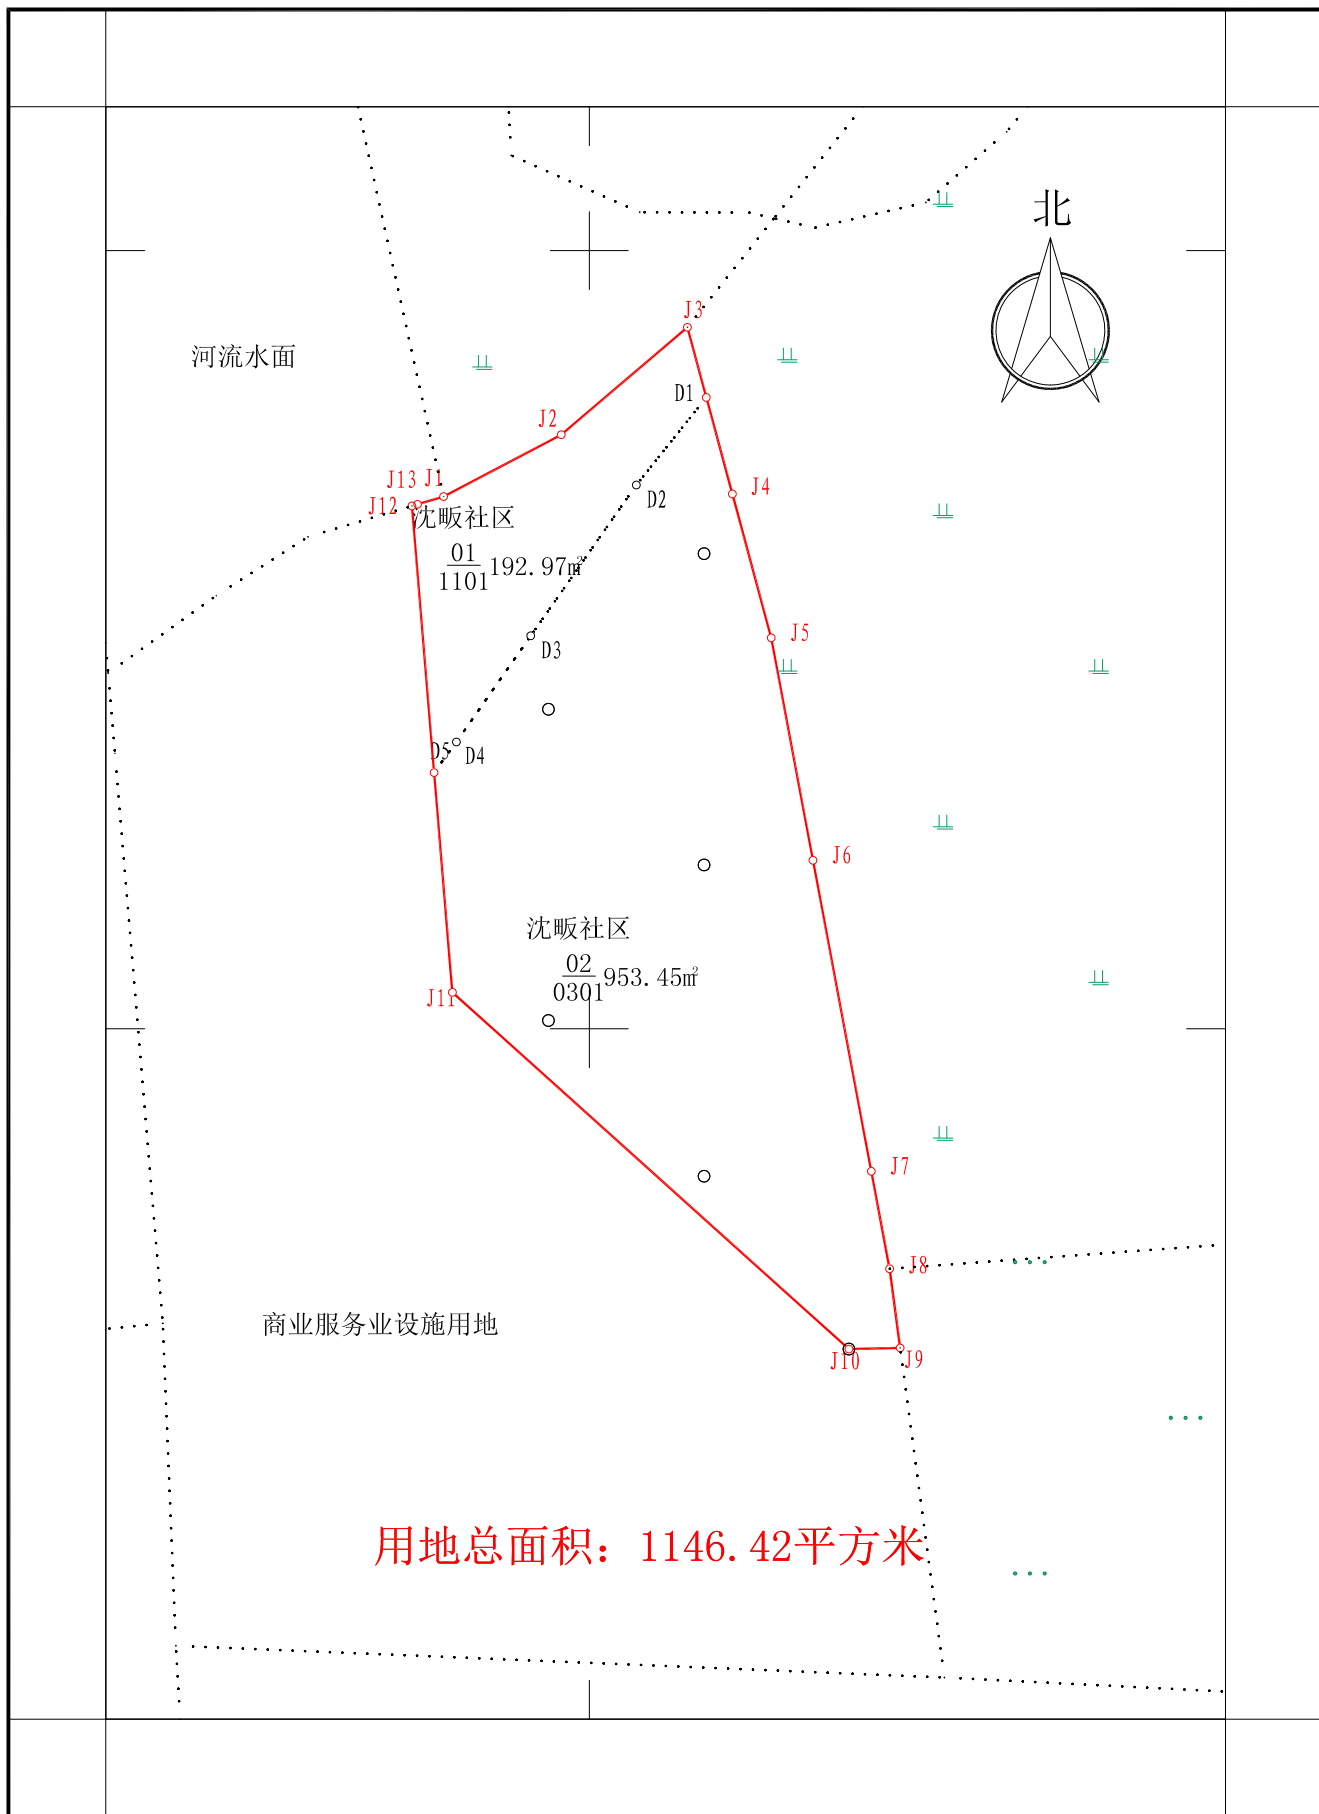 北
J3
河流水面
D1
J2
J13
J1
J12
J4
D2
沈畈社区
01
1101
192.97㎡
J5
D3
D5
D4
J6
沈畈社区
02
0301
953.45㎡
J11
J7
J8
商业服务业设施用地
J10
J9
用地总面积：1146.42平方米